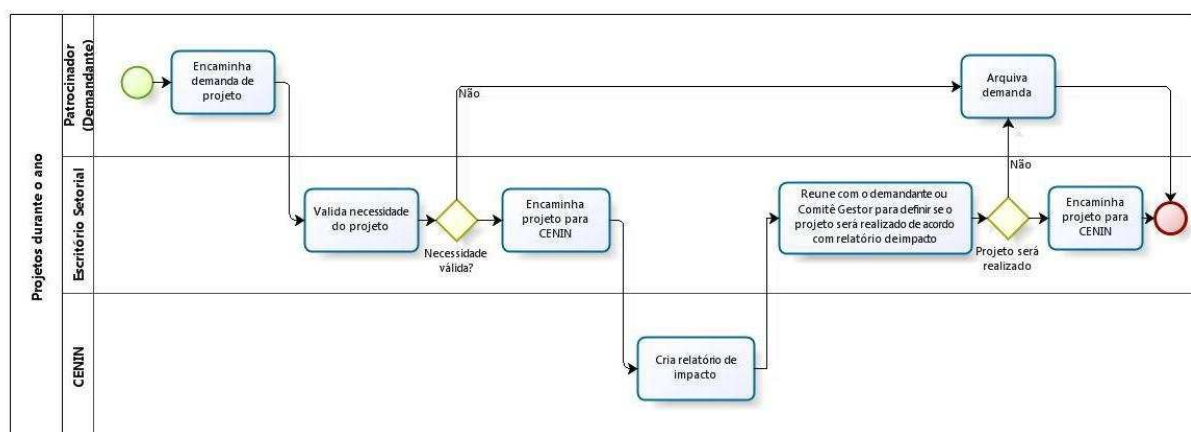 Projetos durante o ano
Patrocinador
(Demandante)
Encaminha
demanda de
projeto
Não
Arquiva
demanda
Escritório Setorial
Valida necessidade
do projeto
Necessidade
válida?
Encaminha
projeto para
CENIN
Reune com o demandante ou
Comitê Gestor para definir se o
projeto será realizado de acordo
com relatório de impacto
Não
Projeto será
realizado
Encaminha
projeto para
CENIN
CENIN
Cria relatório de
impacto